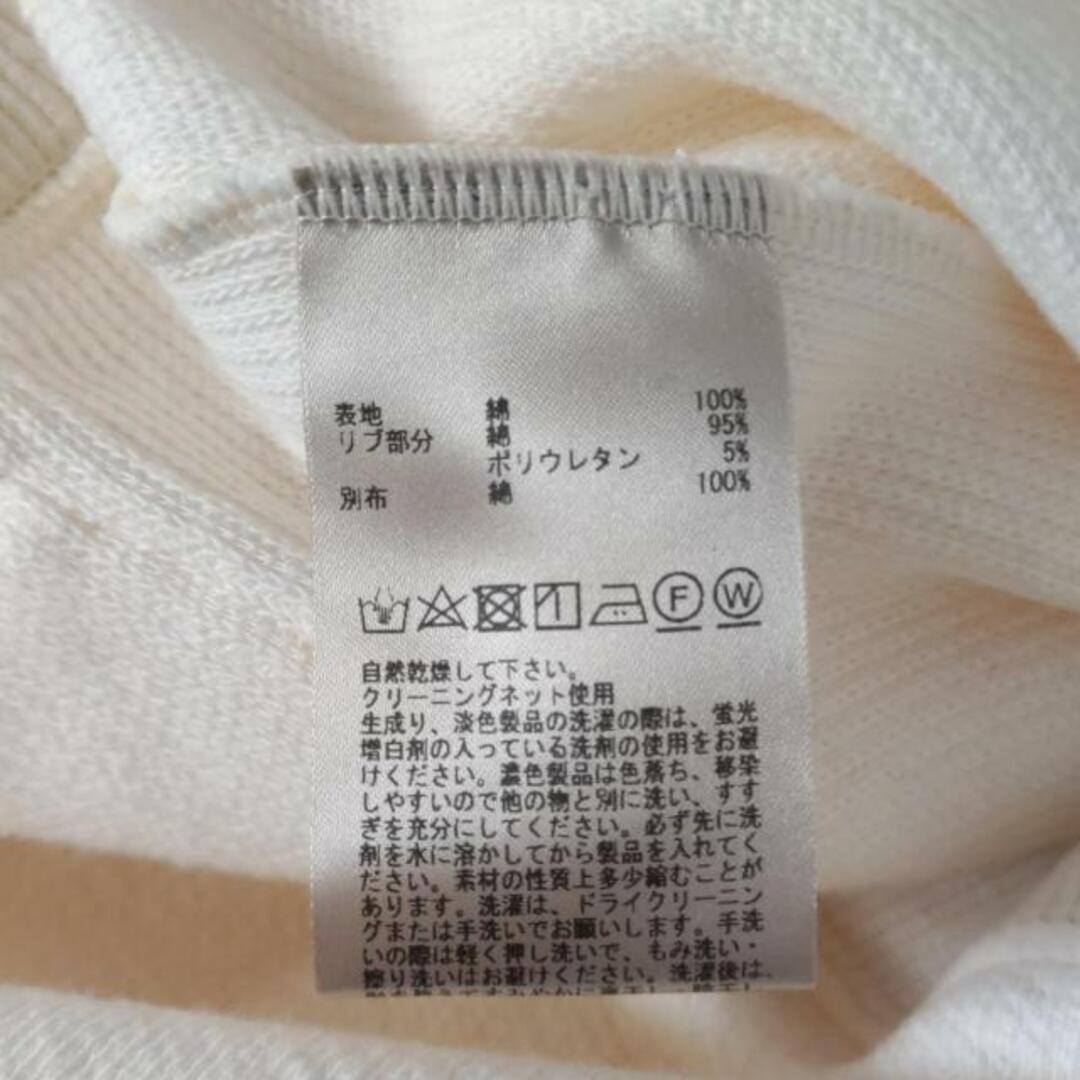 表地 綿 100%
リブ部分 綿 95%
ポリウレタン 5%
別布 綿 100%
F W
自然乾燥して下さい。
クリーニングネット使用
生成り、淡色製品の洗濯の際は、蛍光
増白剤の入っている洗剤の使用をお避
けください。濃色製品は色落ち、移染
しやすいので他の物と別に洗い、すす
ぎを充分にしてください。必ず先に洗
剤を水に溶かしてから製品を入れてく
ださい。素材の性質上多少縮むことが
あります。洗濯は、ドライクリーニン
グまたは手洗いでお願いします。手洗
いの際は軽く押し洗いで、もみ洗い・
擦り洗いはお避けください。洗濯後は、